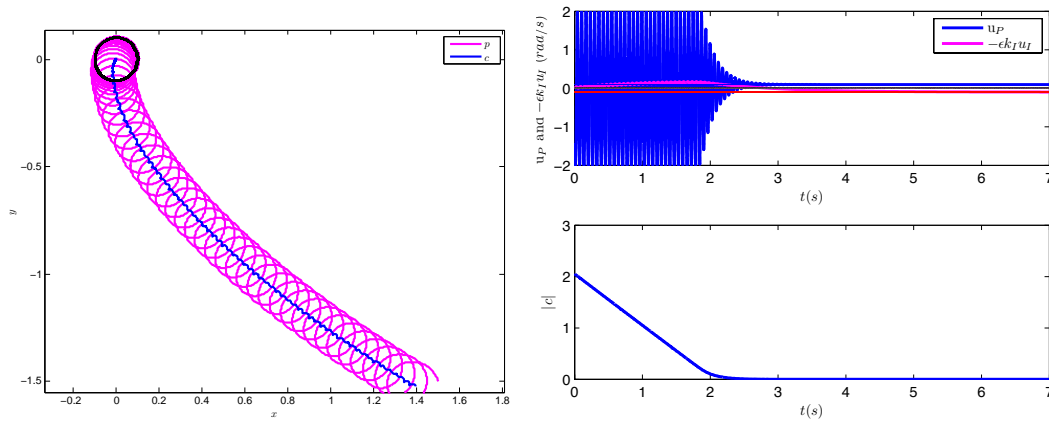 p
c
0
−0.5
−1
−1.5
y
−0.2 0 0.2 0.4 0.6 0.8 1 1.2 1.4 1.6 1.8
x
u_P
−ϵk_I u_I
2
1
0
−1
−2
u_P and −ϵk_I u_I (rad/s)
0 1 2 3 4 5 6 7
t(s)
3
2
1
0
|c|
0 1 2 3 4 5 6 7
t(s)